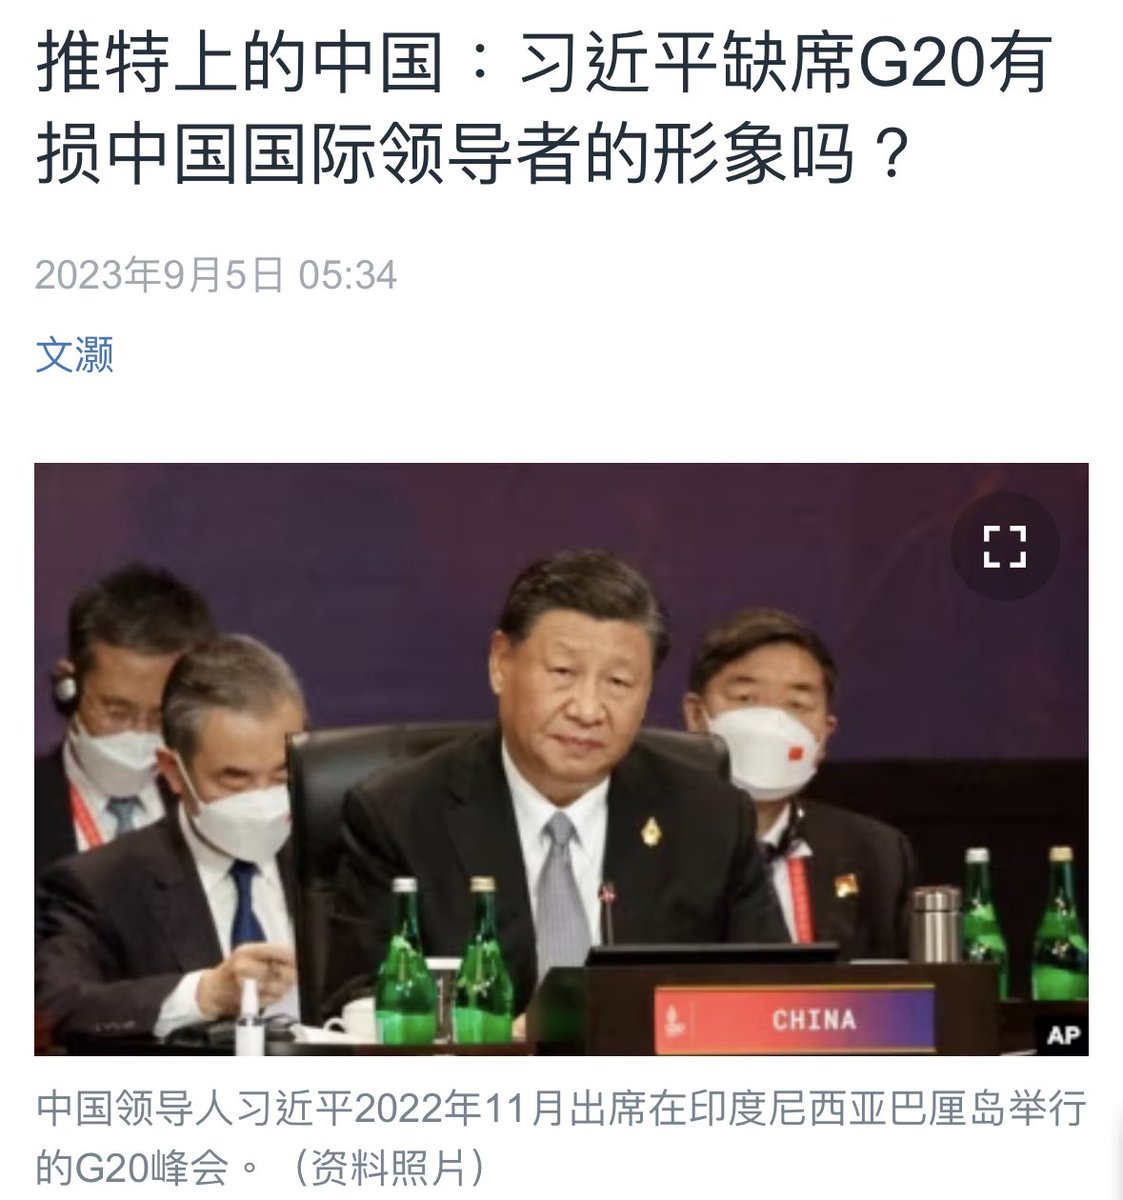 推特上的中国：习近平缺席G20有
损中国国际领导者的形象吗？
2023年9月5日 05:34
文灏
CHINA
AP
中国领导人习近平2022年11月出席在印度尼西亚巴厘岛举行
的G20峰会。（资料照片）